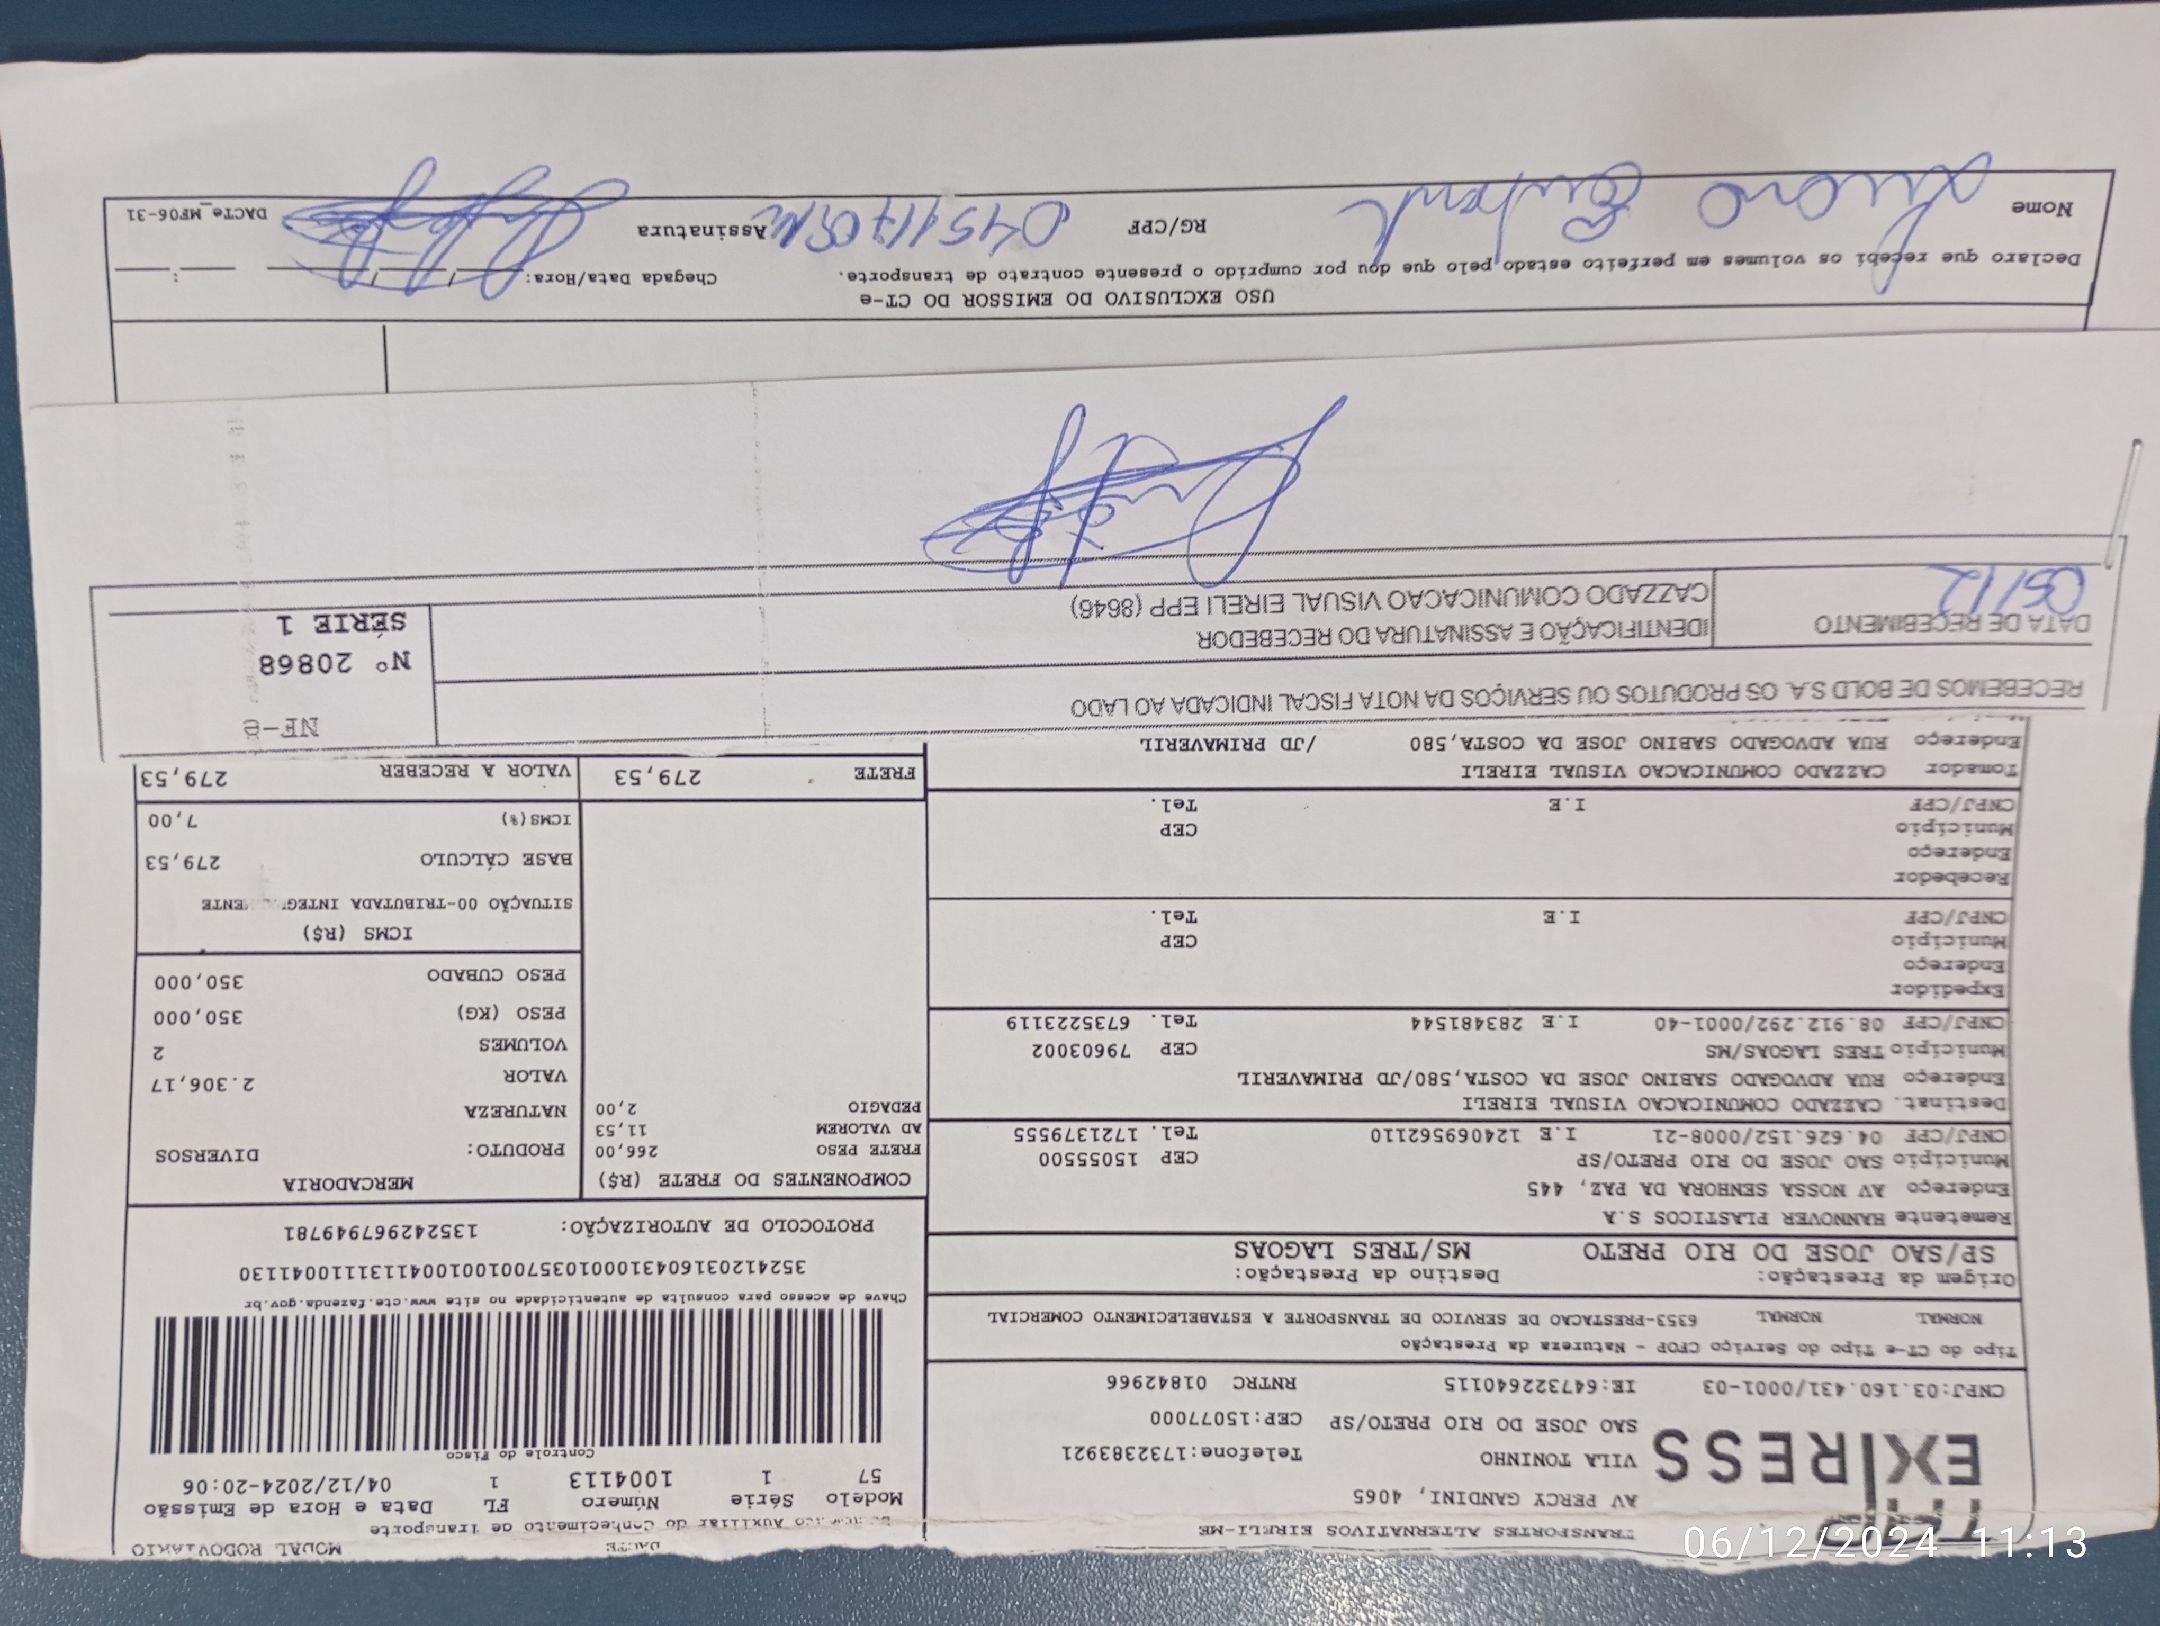 DACTE
MODAL RODOVIARIO
TRANSPORTES ALTERNATIVOS EIRELI-ME
Auxiliar do Conhecimento de Transporte
AV PERCY GANDINI, 4065
Modelo Série Número FL Data e Hora de Emissão
57 1 1004113 1 04/12/2024-20:06
EXPRESS
VILA TONINHO Telefone:1732383921
SAO JOSE DO RIO PRETO/SP CEP:15077000
Controle do Fisco
CNPJ:03.160.431/0001-03 IE:647322640115 RNTRC 01842966
Tipo do CT-e Tipo do Serviço CFOP - Natureza da Prestação
NORMAL NORMAL 6353-PRESTACAO DE SERVICO DE TRANSPORTE A ESTABELECIMENTO COMERCIAL
Chave de acesso para consulta de autenticidade no site www.cte.fazenda.gov.br
35241203160431000103570010010041131110041130
Origem da Prestação: Destino da Prestação:
SP/SAO JOSE DO RIO PRETO MS/TRES LAGOAS
PROTOCOLO DE AUTORIZAÇÃO: 135242967949781
Remetente HANNOVER PLASTICOS S.A
Endereço AV NOSSA SENHORA DA PAZ, 445
Município SAO JOSE DO RIO PRETO/SP CEP 15055500
CNPJ/CPF 04.626.152/0008-21 I.E 124069562110 Tel. 1721379555
Destinat. CAZZADO COMUNICACAO VISUAL EIRELI
Endereço RUA ADVOGADO SABINO JOSE DA COSTA,580/JD PRIMAVERIL
Município TRES LAGOAS/MS CEP 79603002
CNPJ/CPF 08.912.292/0001-40 I.E 283481544 Tel. 6735223119
Expedidor
Endereço
Município CEP
CNPJ/CPF I.E Tel.
Recebedor
Endereço
Município CEP
CNPJ/CPF I.E Tel.
Tomador CAZZADO COMUNICACAO VISUAL EIRELI
Endereço RUA ADVOGADO SABINO JOSE DA COSTA,580 /JD PRIMAVERIL
COMPONENTES DO FRETE (R$)
FRETE PESO 266,00
AD VALOREM 11,53
PEDAGIO 2,00
FRETE 279,53
MERCADORIA
PRODUTO: DIVERSOS
NATUREZA
VALOR 2.306,17
VOLUMES 2
PESO (KG) 350,000
PESO CUBADO 350,000
ICMS (R$)
SITUAÇÃO 00-TRIBUTADA
BASE CÁLCULO 279,53
ICMS(%) 7,00
VALOR A RECEBER 279,53
RECEBEMOS DE BOLD S.A. OS PRODUTOS OU SERVIÇOS DA NOTA FISCAL INDICADA AO LADO
NF-e
Nº 20868
SÉRIE 1
DATA DE RECEBIMENTO
05/12
IDENTIFICAÇÃO E ASSINATURA DO RECEBEDOR
CAZZADO COMUNICACAO VISUAL EIRELI EPP (8646)
USO EXCLUSIVO DO EMISSOR DO CT-e
Declaro que recebi os volumes em perfeito estado pelo que dou por cumprido o presente contrato de transporte. Chegada Data/Hora: / / :
Nome RG/CPF Assinatura
DACTe_MF06-31
06/12/2024 11:13